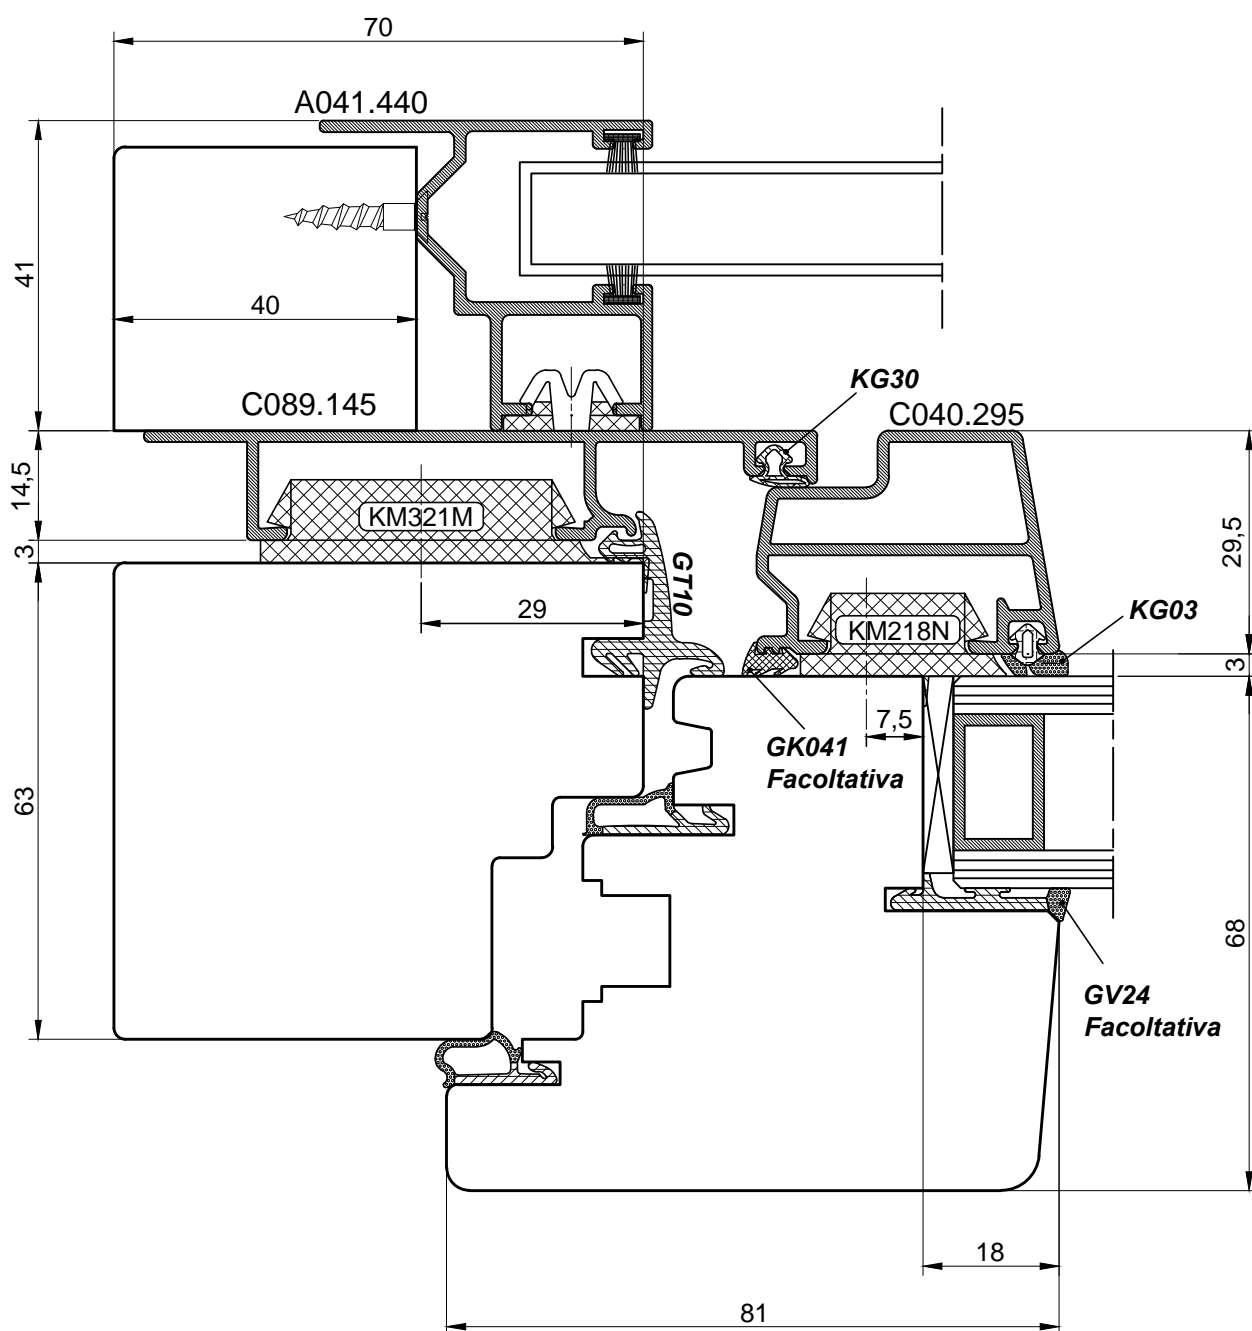 70
A041.440
41
40
C089.145
KG30
C040.295
14,5
KM321M
3
29
GT10
29,5
KG03
KM218N
3
7,5
GK041
Facoltativa
63
68
GV24
Facoltativa
18
81